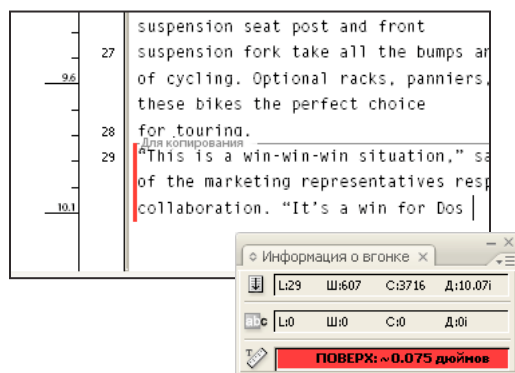 suspension seat post and front
27 suspension fork take all the bumps an
9.6 of cycling. Optional racks, panniers,
these bikes the perfect choice
28 for touring.
Для копирования
29 “This is a win-win-win situation,” sa
of the marketing representatives resp
10.1 collaboration. “It’s a win for Dos
Информация о вгонке
L:29 Ш:607 С:3716 Д:10.07i
abc L:0 Ш:0 С:0 Д:0i
ПОВЕРХ: ~0.075 дюймов